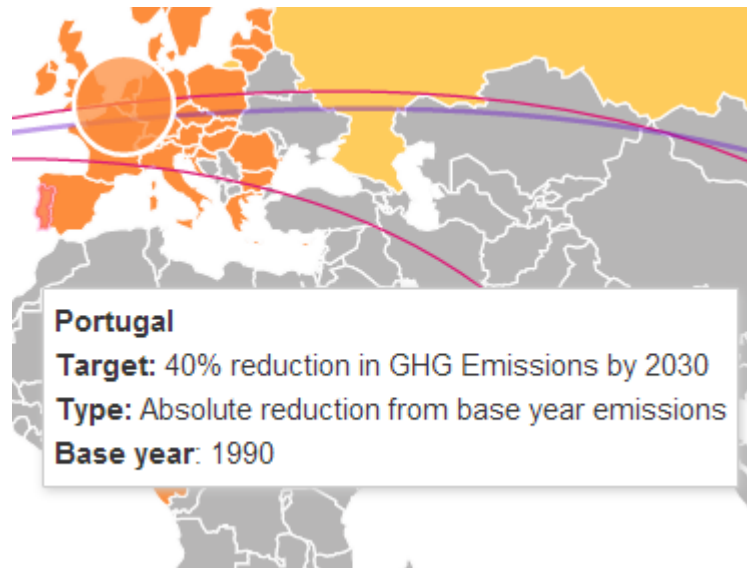 Portugal
Target: 40% reduction in GHG Emissions by 2030
Type: Absolute reduction from base year emissions
Base year: 1990